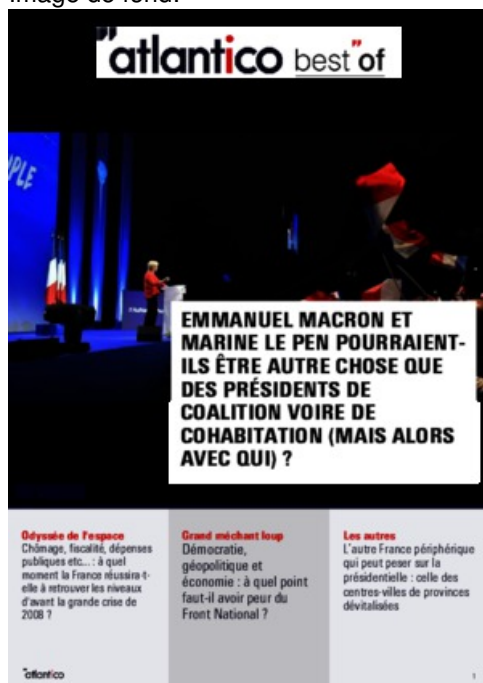 image de fond.
"atlantico best"of
PLE
EMMANUEL MACRON ET
MARINE LE PEN POURRAIENT-
ILS ÊTRE AUTRE CHOSE QUE
DES PRÉSIDENTS DE
COALITION VOIRE DE
COHABITATION (MAIS ALORS
AVEC QUI) ?
Odyssée de l'espace
Chômage, fiscalité, dépenses
publiques etc... : à quel
moment la France réussira-t-
elle à retrouver les niveaux
d'avant la grande crise de
2008 ?
Grand méchant loup
Démocratie,
géopolitique et
économie : à quel point
faut-il avoir peur du
Front National ?
Les autres
L'autre France périphérique
qui peut peser sur la
présidentielle : celle des
centres-villes de provinces
dévitalisées
"atlantico
1